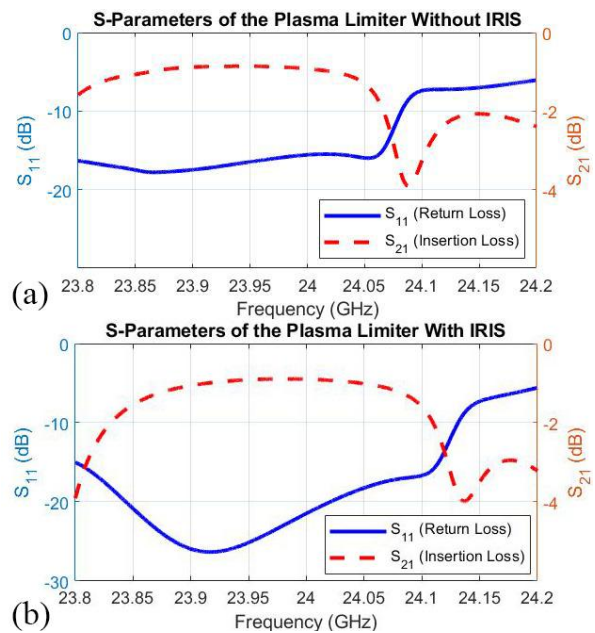 S-Parameters of the Plasma Limiter Without IRIS
0
-10
-20
S11 (dB)
0
-2
-4
S21 (dB)
S11 (Return Loss)
S21 (Insertion Loss)
23.8 23.85 23.9 23.95 24 24.05 24.1 24.15 24.2
Frequency (GHz)
(a)
S-Parameters of the Plasma Limiter With IRIS
0
-10
-20
-30
S11 (dB)
0
-2
-4
S21 (dB)
S11 (Return Loss)
S21 (Insertion Loss)
23.8 23.85 23.9 23.95 24 24.05 24.1 24.15 24.2
Frequency (GHz)
(b)